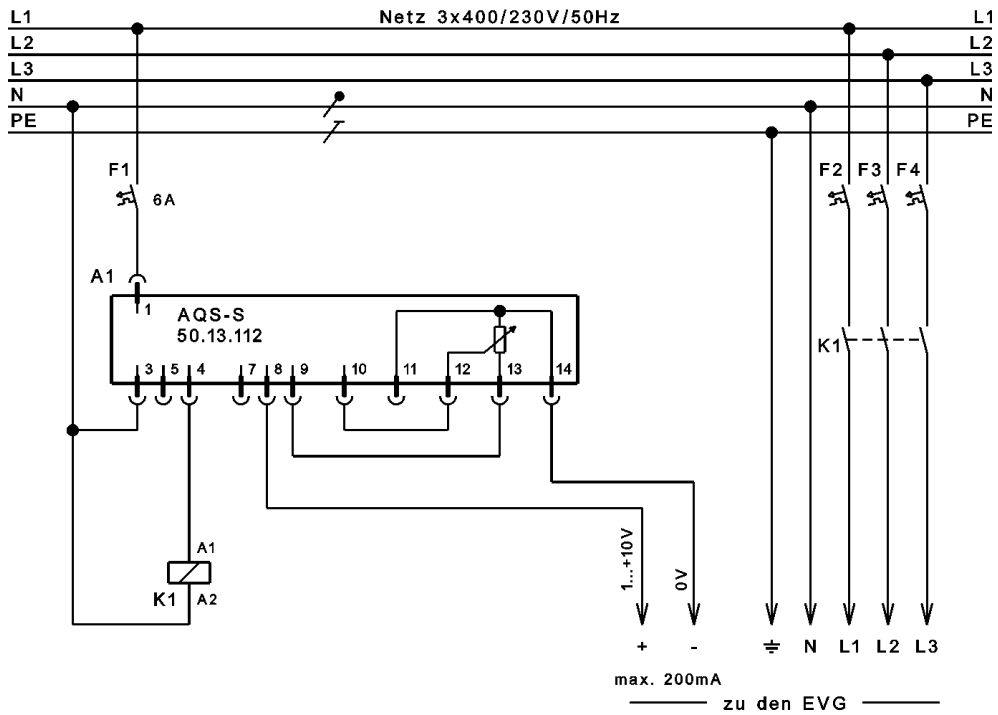 L1 Netz 3x400/230V/50Hz L1
L2 L2
L3 L3
N N
PE PE
F1 F2 F3 F4
6A
A1
1 AQS-S
50.13.112
K1
3 5 4 7 8 9 10 11 12 13 14
1...+10V 0V
A1
K1 A2
+ - N L1 L2 L3
max. 200mA
zu den EVG